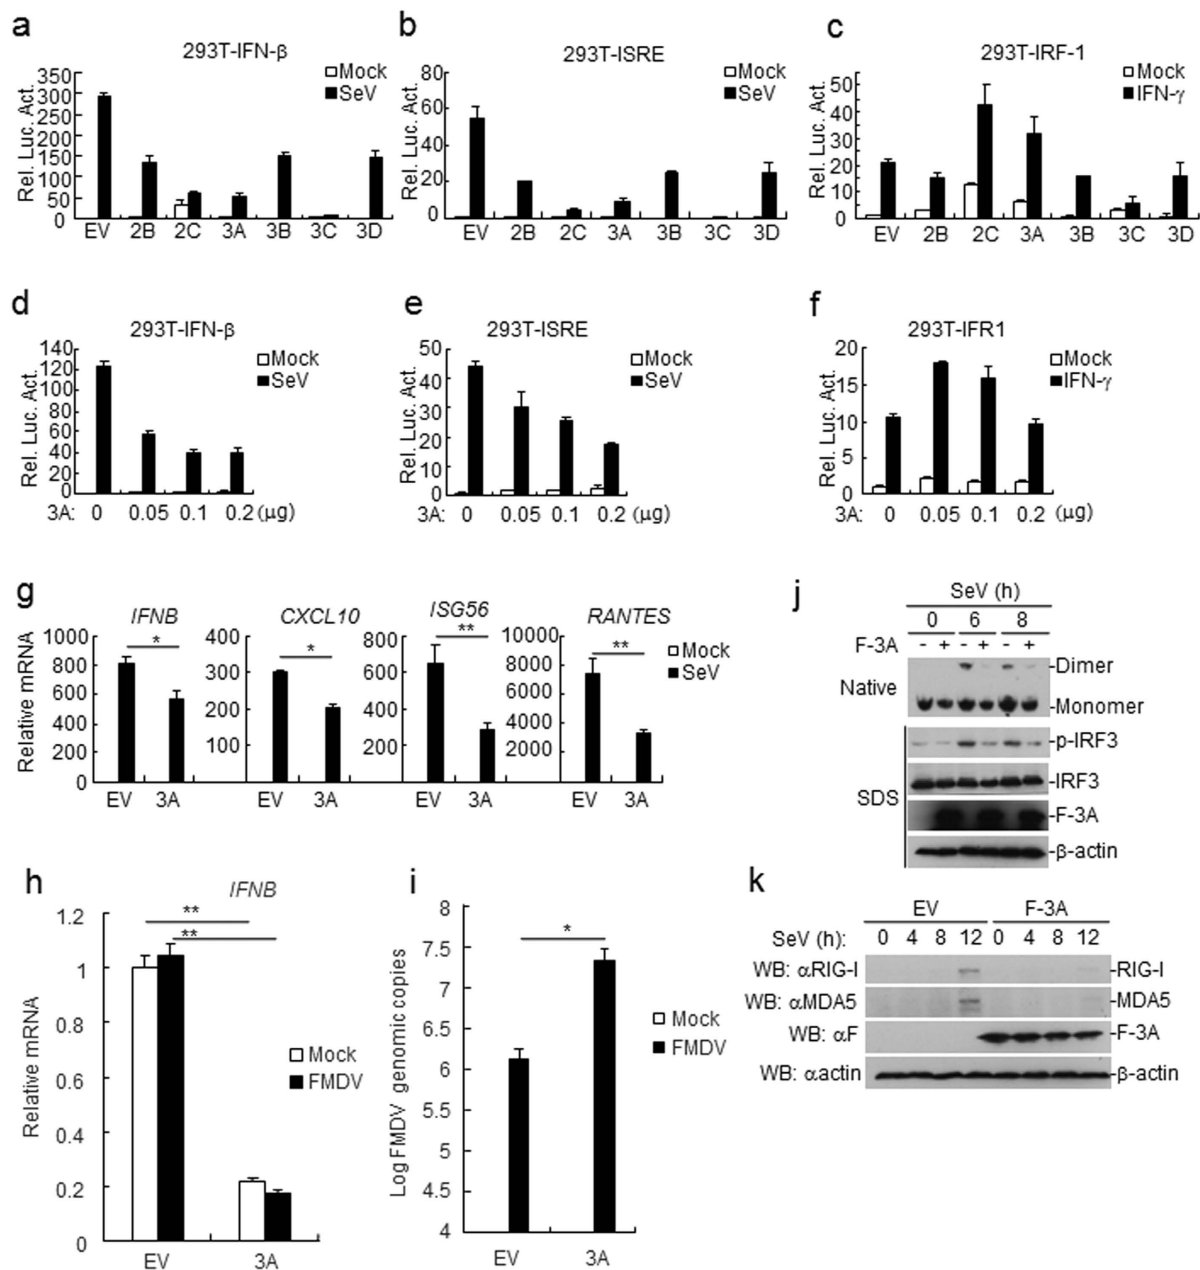 a
293T-IFN-β
Rel. Luc. Act.
350
300
250
200
150
100
50
0
Mock
SeV
EV 2B 2C 3A 3B 3C 3D
b
293T-ISRE
Rel. Luc. Act.
80
60
40
20
0
Mock
SeV
EV 2B 2C 3A 3B 3C 3D
c
293T-IRF-1
Rel. Luc. Act.
50
40
30
20
10
0
Mock
IFN-γ
EV 2B 2C 3A 3B 3C 3D
d
293T-IFN-β
Rel. Luc. Act.
140
120
100
80
60
40
20
0
Mock
SeV
3A: 0 0.05 0.1 0.2 (μg)
e
293T-ISRE
Rel. Luc. Act.
50
40
30
20
10
0
Mock
SeV
3A: 0 0.05 0.1 0.2 (μg)
f
293T-IFR1
Rel. Luc. Act.
20
15
10
5
0
Mock
IFN-γ
3A: 0 0.05 0.1 0.2 (μg)
g
Relative mRNA
IFNB
1000
800
600
400
200
0
*
EV 3A
CXCL10
400
300
200
100
*
EV 3A
ISG56
800
600
400
200
**
EV 3A
RANTES
10000
8000
6000
4000
2000
**
EV 3A
Mock
SeV
h
IFNB
Relative mRNA
1.2
1
0.8
0.6
0.4
0.2
0
**
**
Mock
FMDV
EV 3A
i
Log FMDV genomic copies
8
7.5
7
6.5
6
5.5
5
4.5
4
*
Mock
FMDV
EV 3A
j
SeV (h)
0 6 8
F-3A - + - + - +
Native
-Dimer
-Monomer
SDS
-p-IRF3
-IRF3
-F-3A
-β-actin
k
EV F-3A
SeV (h): 0 4 8 12 0 4 8 12
WB: αRIG-I -RIG-I
WB: αMDA5 -MDA5
WB: αF -F-3A
WB: αactin -β-actin